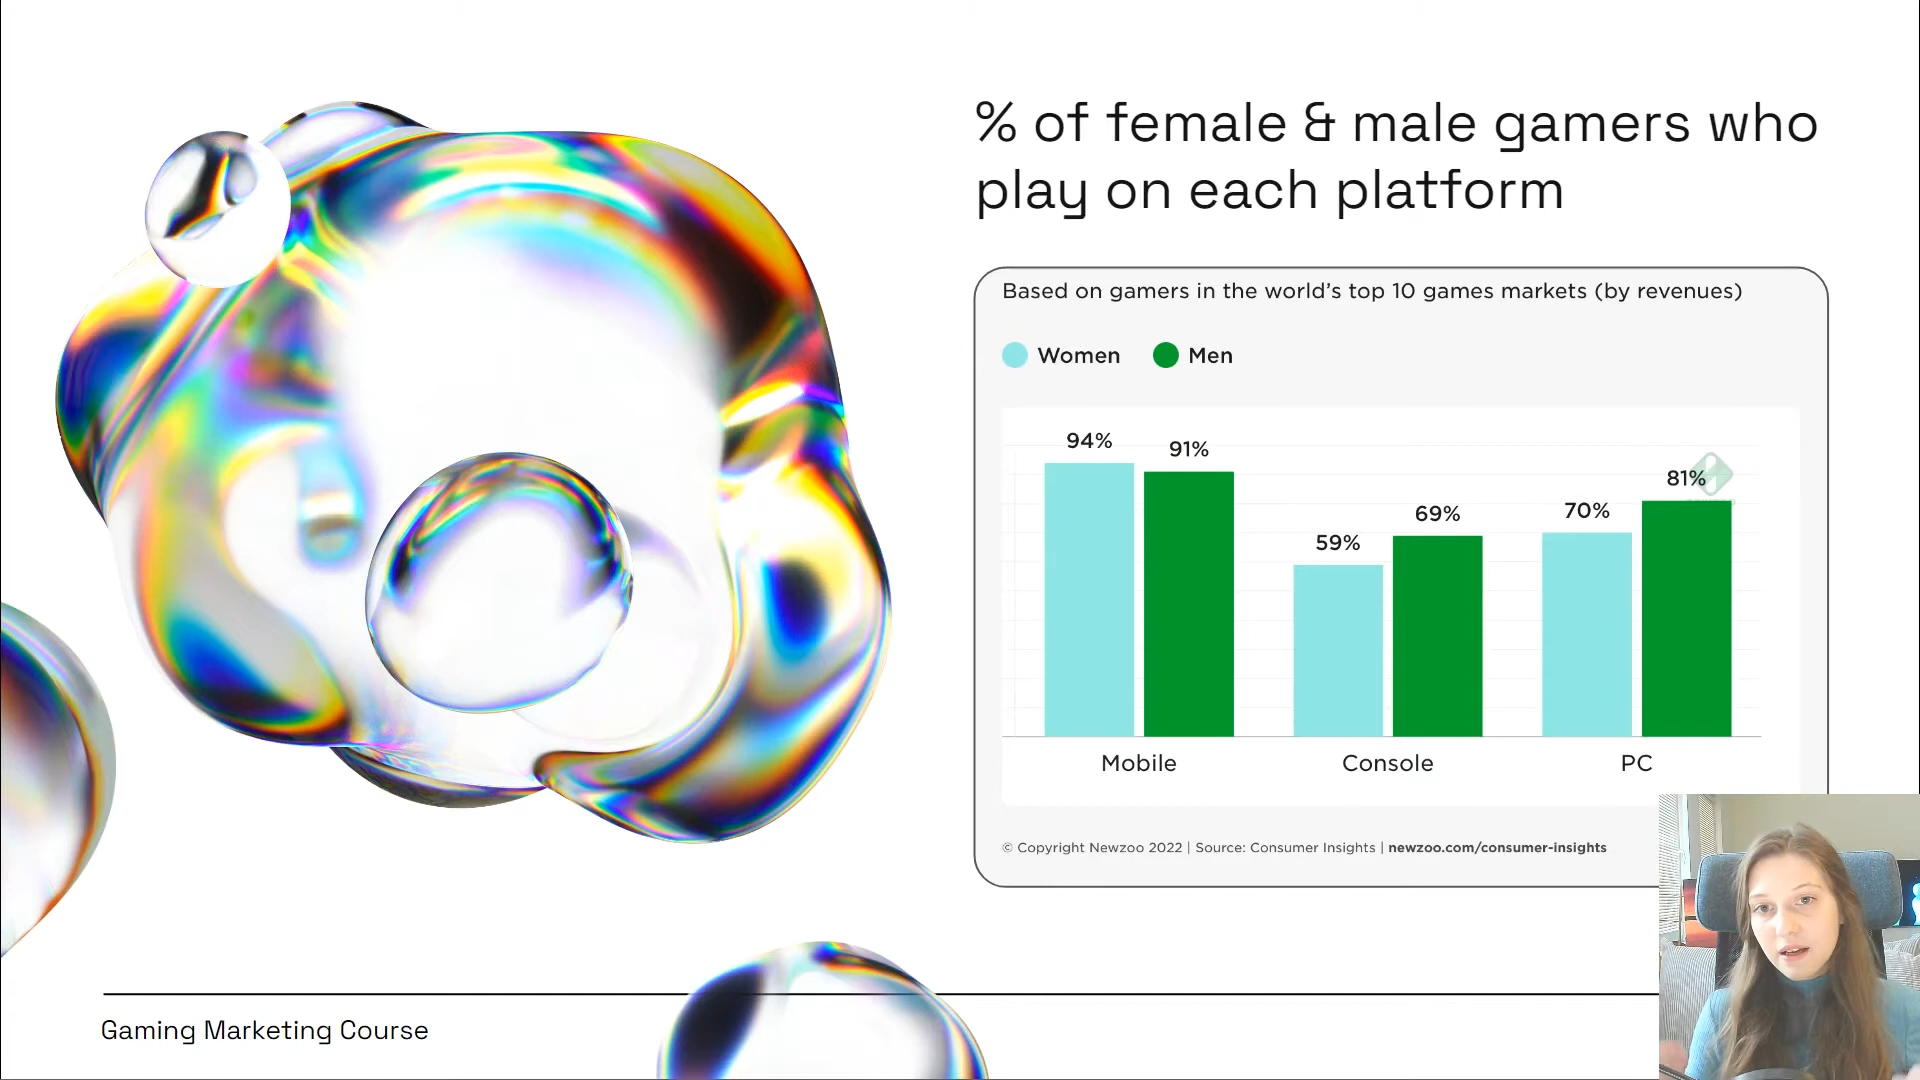 % of female & male gamers who
play on each platform
Based on gamers in the world's top 10 games markets (by revenues)
Women Men
94% 91% 59% 69% 70% 81%
Mobile Console PC
© Copyright Newzoo 2022 | Source: Consumer Insights | newzoo.com/consumer-insights
Gaming Marketing Course